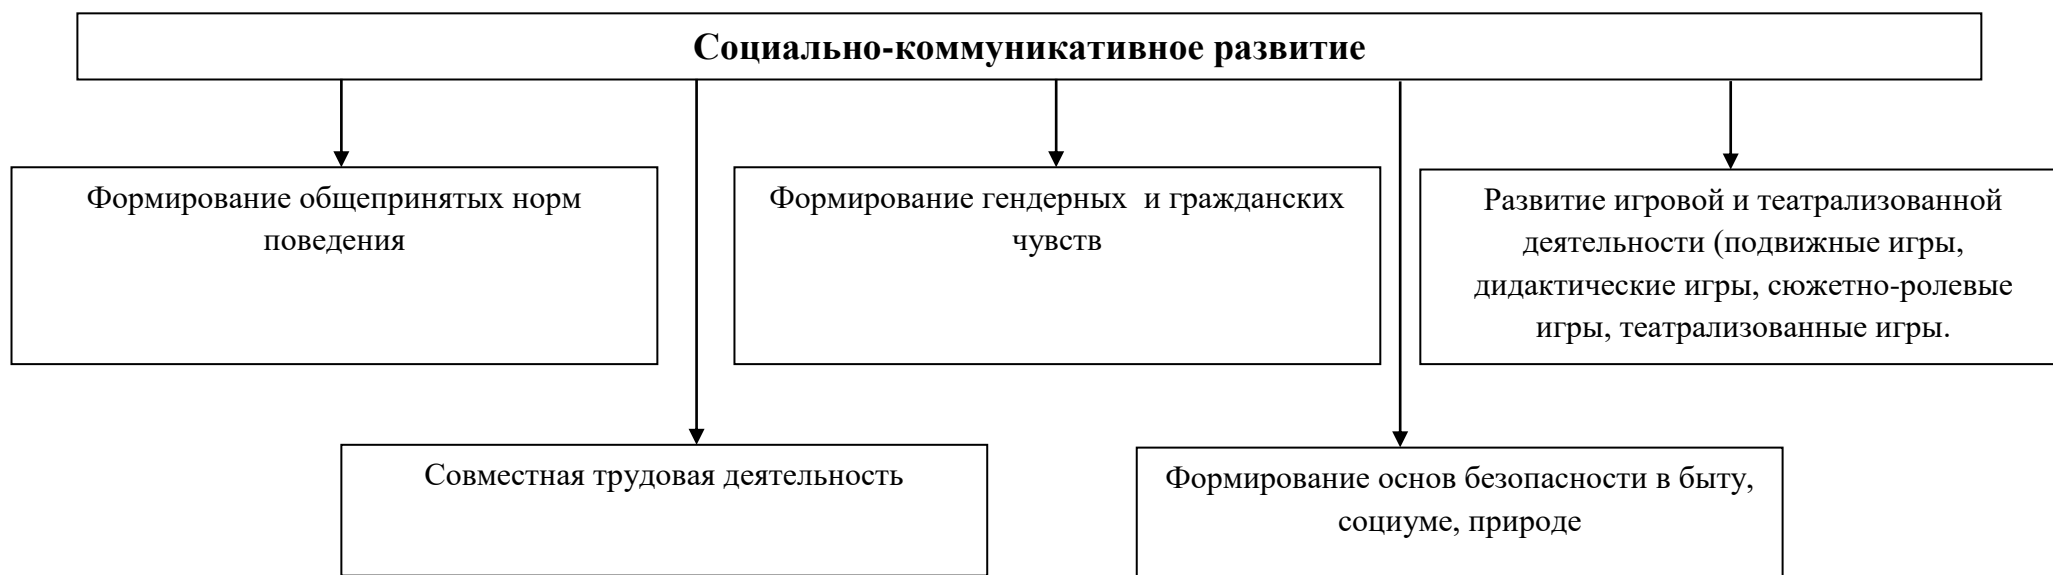 Социально-коммуникативное развитие
Формирование общепринятых норм
поведения
Формирование гендерных  и гражданских
чувств
Развитие игровой и театрализованной
деятельности (подвижные игры,
дидактические игры, сюжетно-ролевые
игры, театрализованные игры.
Совместная трудовая деятельность
Формирование основ безопасности в быту,
социуме, природе